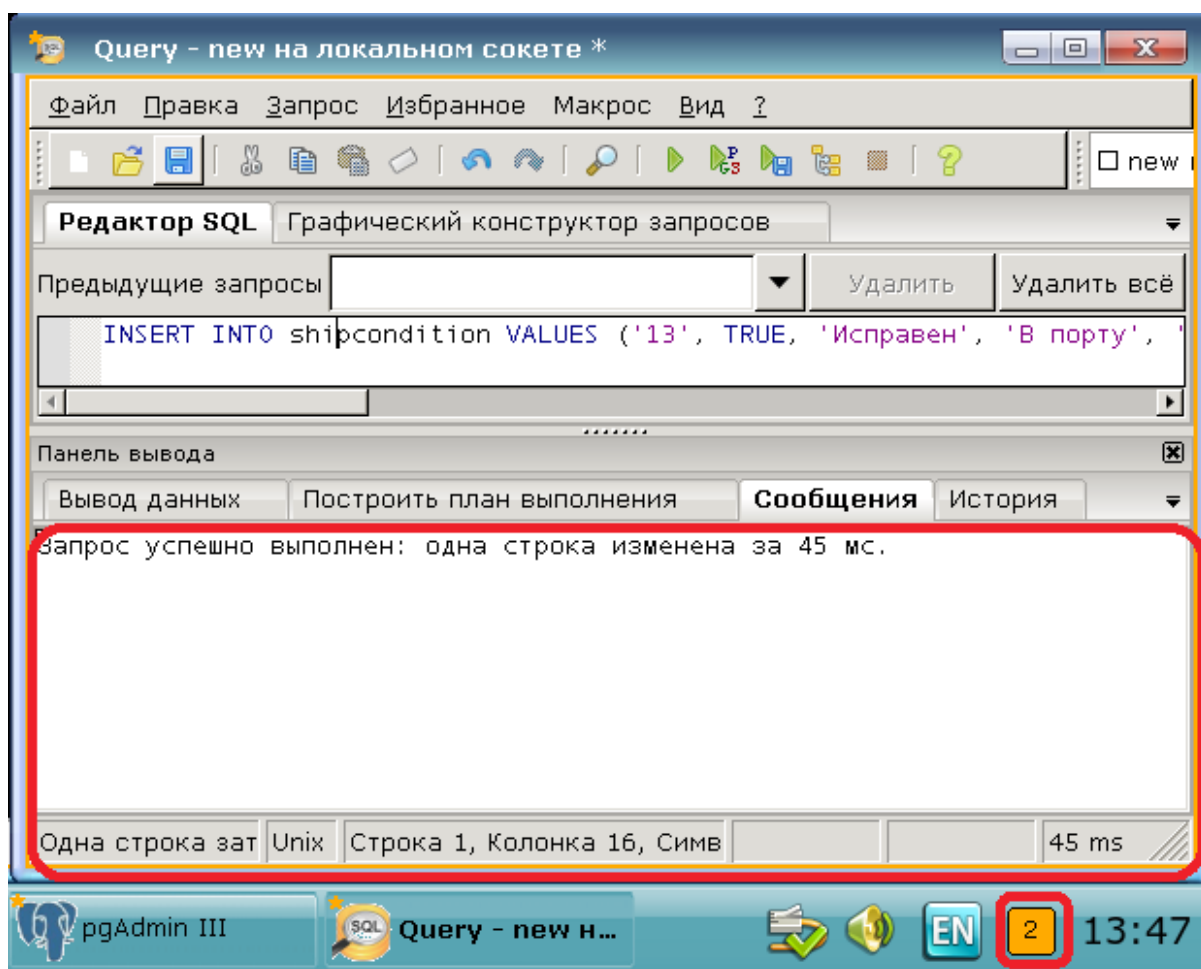 Query - new на локальном сокете *
Файл Правка Запрос Избранное Макрос Вид ?
new
Редактор SQL Графический конструктор запросов
Предыдущие запросы Удалить Удалить всё
INSERT INTO shipcondition VALUES ('13', TRUE, 'Исправен', 'В порту', '
Панель вывода
Вывод данных Построить план выполнения Сообщения История
Запрос успешно выполнен: одна строка изменена за 45 мс.
Одна строка зат Unix Строка 1, Колонка 16, Симв 45 ms
pgAdmin III SQL Query - new н... EN 2 13:47